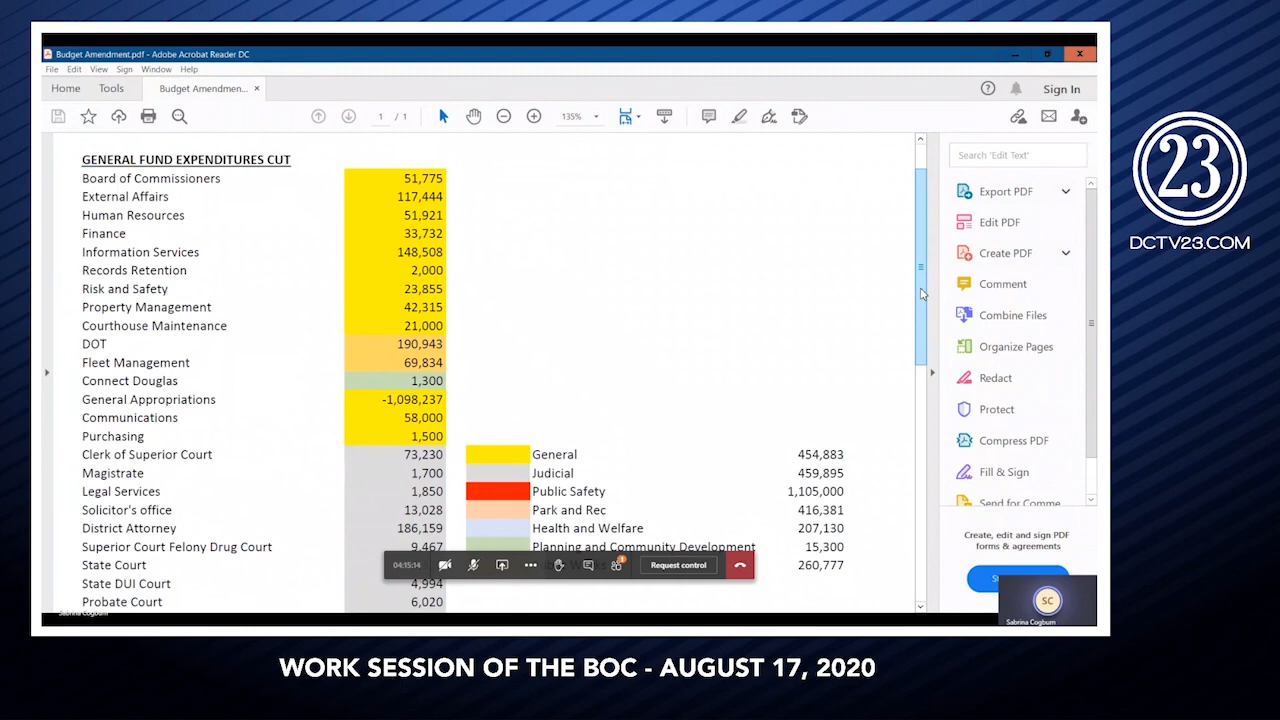 Budget Amendment.pdf - Adobe Acrobat Reader DC
File Edit View Sign Window Help
Home Tools Budget Amendmen... ×
Sign In
1 / 1 135%
GENERAL FUND EXPENDITURES CUT
Board of Commissioners 51,775
External Affairs 117,444
Human Resources 51,921
Finance 33,732
Information Services 148,508
Records Retention 2,000
Risk and Safety 23,855
Property Management 42,315
Courthouse Maintenance 21,000
DOT 190,943
Fleet Management 69,834
Connect Douglas 1,300
General Appropriations -1,098,237
Communications 58,000
Purchasing 1,500
Clerk of Superior Court 73,230 General 454,883
Magistrate 1,700 Judicial 459,895
Legal Services 1,850 Public Safety 1,105,000
Solicitor's office 13,028 Park and Rec 416,381
District Attorney 186,159 Health and Welfare 207,130
Superior Court Felony Drug Court 9,467 Planning and Community Development 15,300
State Court 260,777
State DUI Court 4,994
Probate Court 6,020
04:15:14 Request control
Search 'Edit Text'
Export PDF
Edit PDF
Create PDF
Comment
Combine Files
Organize Pages
Redact
Protect
Compress PDF
Fill & Sign
Send for Comme
Create, edit and sign PDF
forms & agreements
SC
Sabrina Cogburn
Sabrina Cogburn
23
DCTV23.COM
WORK SESSION OF THE BOC - AUGUST 17, 2020